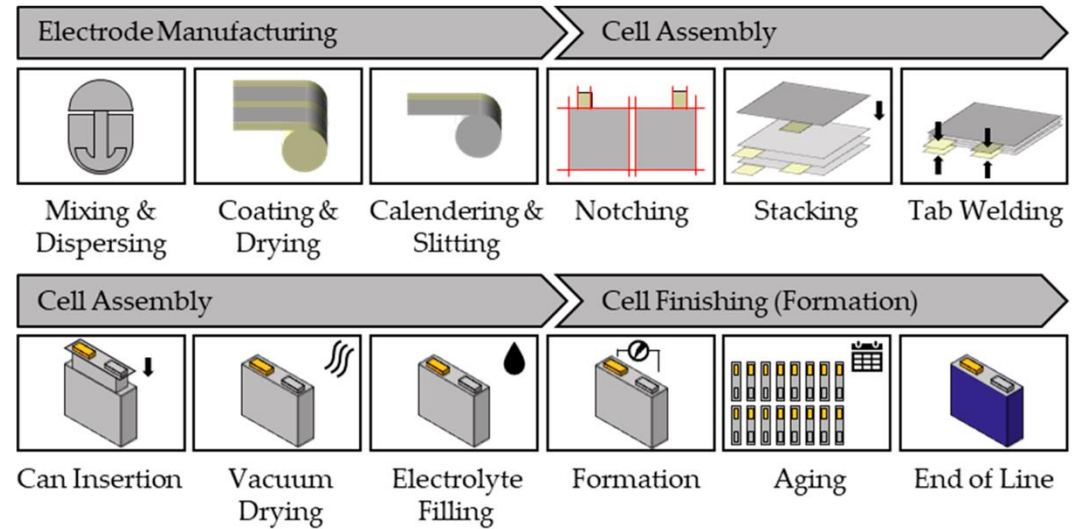 Electrode Manufacturing
Cell Assembly
Mixing &
Dispersing
Coating &
Drying
Calendering &
Slitting
Notching
Stacking
Tab Welding
Cell Assembly
Cell Finishing (Formation)
Can Insertion
Vacuum
Drying
Electrolyte
Filling
Formation
Aging
End of Line